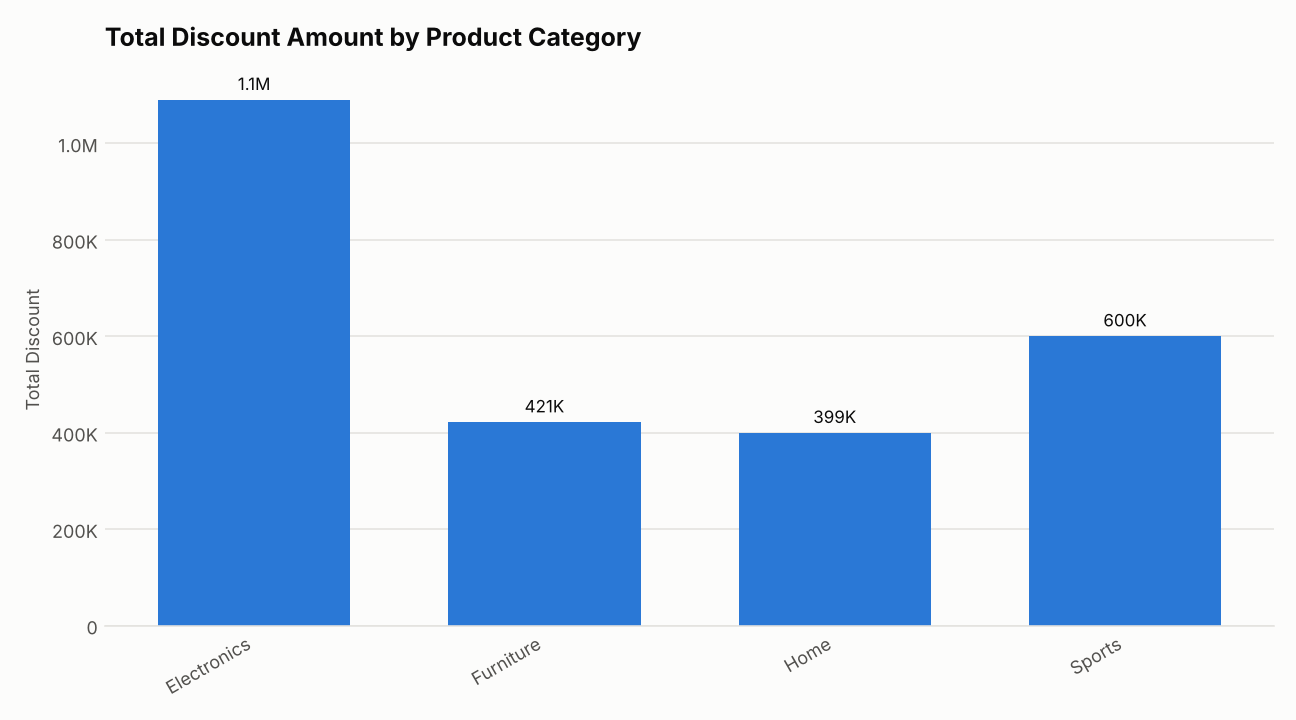 Total Discount Amount by Product Category
1.1M
1.0M
800K
600K
400K
200K
0
Total Discount
421K
399K
600K
Electronics
Furniture
Home
Sports